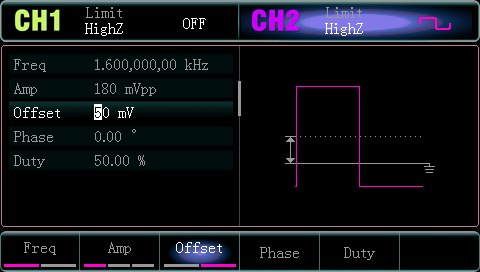 CH1 Limit HighZ OFF CH2 Limit HighZ
Freq 1.600,000,00 kHz
Amp 180 mVpp
Offset 50 mV
Phase 0.00 °
Duty 50.00 %
Freq Amp Offset Phase Duty